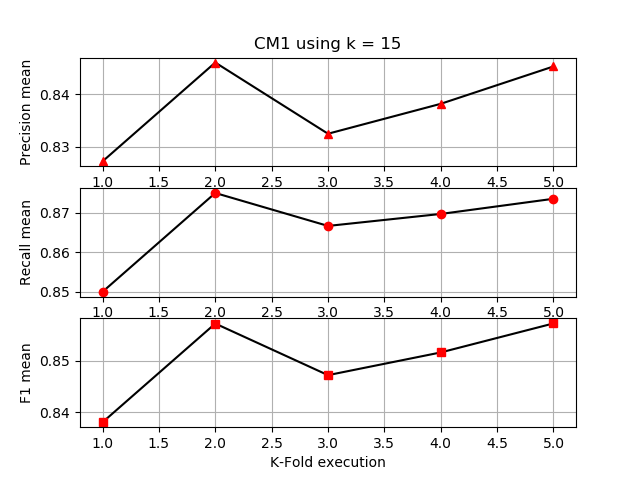 CM1 using k = 15
Precision mean
0.84
0.83
1.0 1.5 2.0 2.5 3.0 3.5 4.0 4.5 5.0
Recall mean
0.87
0.86
0.85
1.0 1.5 2.0 2.5 3.0 3.5 4.0 4.5 5.0
F1 mean
0.85
0.84
1.0 1.5 2.0 2.5 3.0 3.5 4.0 4.5 5.0
K-Fold execution